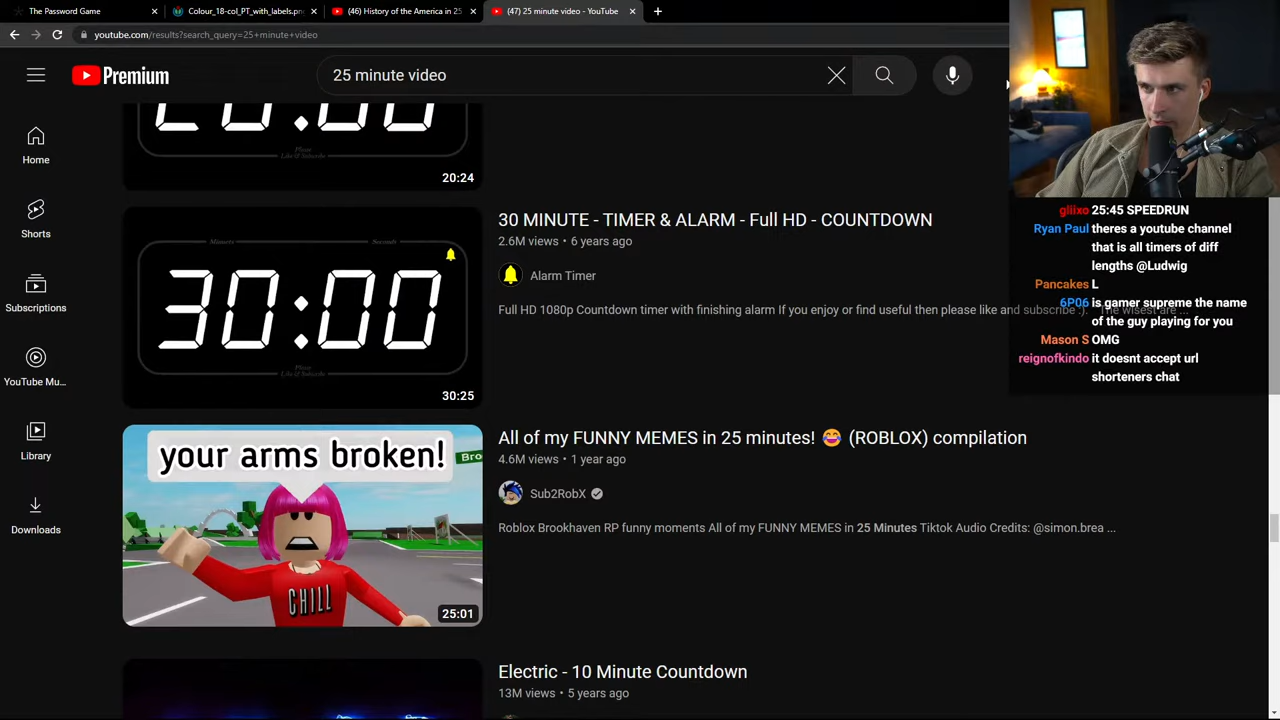 The Password Game
Colour_18-col_PT_with_labels.pn
(46) History of the America in 25
(47) 25 minute video - YouTube
youtube.com/results?search_query=25+minute+video
Premium
25 minute video
Home
Shorts
Subscriptions
YouTube Mu...
Library
Downloads
20:24
Minutes
Seconds
30:00
30:25
30 MINUTE - TIMER & ALARM - Full HD - COUNTDOWN
2.6M views • 6 years ago
Alarm Timer
Full HD 1080p Countdown timer with finishing alarm If you enjoy or find useful then please like and subscribe :). The wisest are ...
your arms broken!
Bro
CHILL
25:01
All of my FUNNY MEMES in 25 minutes! 😂 (ROBLOX) compilation
4.6M views • 1 year ago
Sub2RobX
Roblox Brookhaven RP funny moments All of my FUNNY MEMES in 25 Minutes Tiktok Audio Credits: @simon.brea ...
Electric - 10 Minute Countdown
13M views • 5 years ago
gliixo 25:45 SPEEDRUN
Ryan Paul theres a youtube channel
that is all timers of diff
lengths @Ludwig
Pancakes L
6P06 is gamer supreme the name
of the guy playing for you
Mason S OMG
reignofkindo it doesnt accept url
shorteners chat